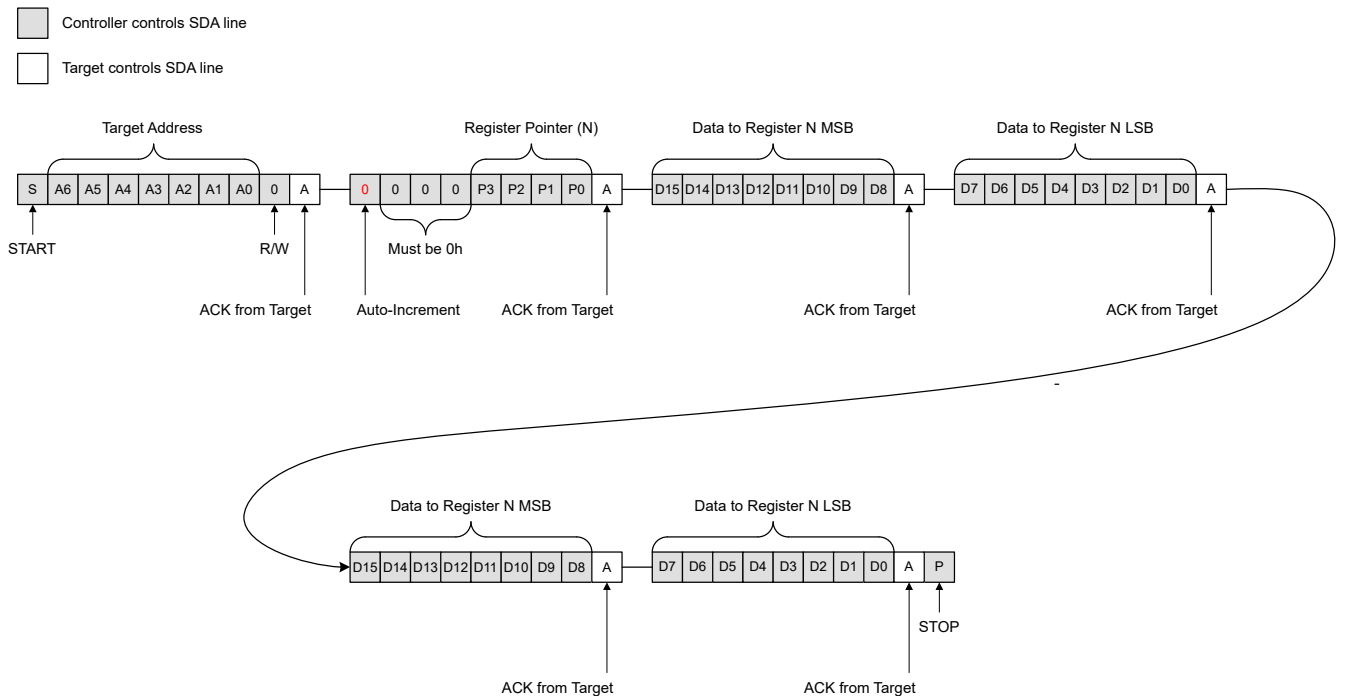 Controller controls SDA line
Target controls SDA line
Target Address
Register Pointer (N)
Data to Register N MSB
Data to Register N LSB
S A6 A5 A4 A3 A2 A1 A0 0 A 0 0 0 0 P3 P2 P1 P0 A D15 D14 D13 D12 D11 D10 D9 D8 A D7 D6 D5 D4 D3 D2 D1 D0 A
START
R/W
Must be 0h
ACK from Target
Auto-Increment
ACK from Target
ACK from Target
ACK from Target
-
Data to Register N MSB
Data to Register N LSB
D15 D14 D13 D12 D11 D10 D9 D8 A D7 D6 D5 D4 D3 D2 D1 D0 A P
STOP
ACK from Target
ACK from Target